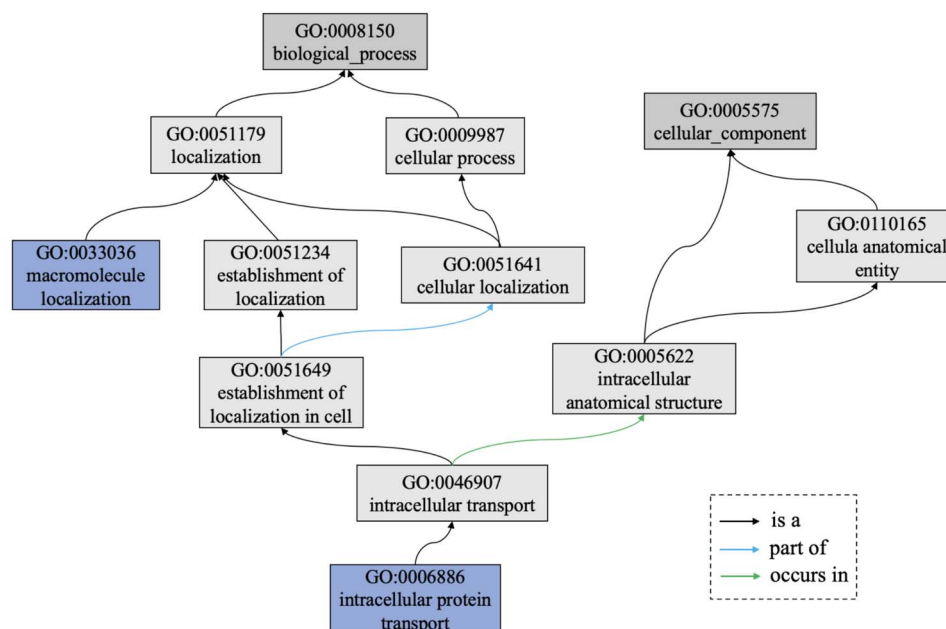 GO:0008150
biological_process
GO:0005575
cellular_component
GO:0051179
localization
GO:0009987
cellular process
GO:0033036
macromolecule
localization
GO:0051234
establishment of
localization
GO:0051641
cellular localization
GO:0110165
cellula anatomical
entity
GO:0051649
establishment of
localization in cell
GO:0005622
intracellular
anatomical structure
GO:0046907
intracellular transport
GO:0006886
intracellular protein
transport
is a
part of
occurs in